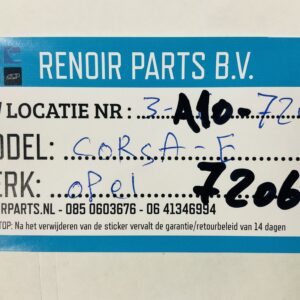 RENOIR PARTS B.V.
LOCATIE NR : 3-A10-72
ODEL: CORSA-E
ERK: opel 7206
RPARTS.NL - 085 0603676 - 06 41346994
TOP: Na het verwijderen van de sticker vervalt de garantie/retourbeleid van 14 dagen